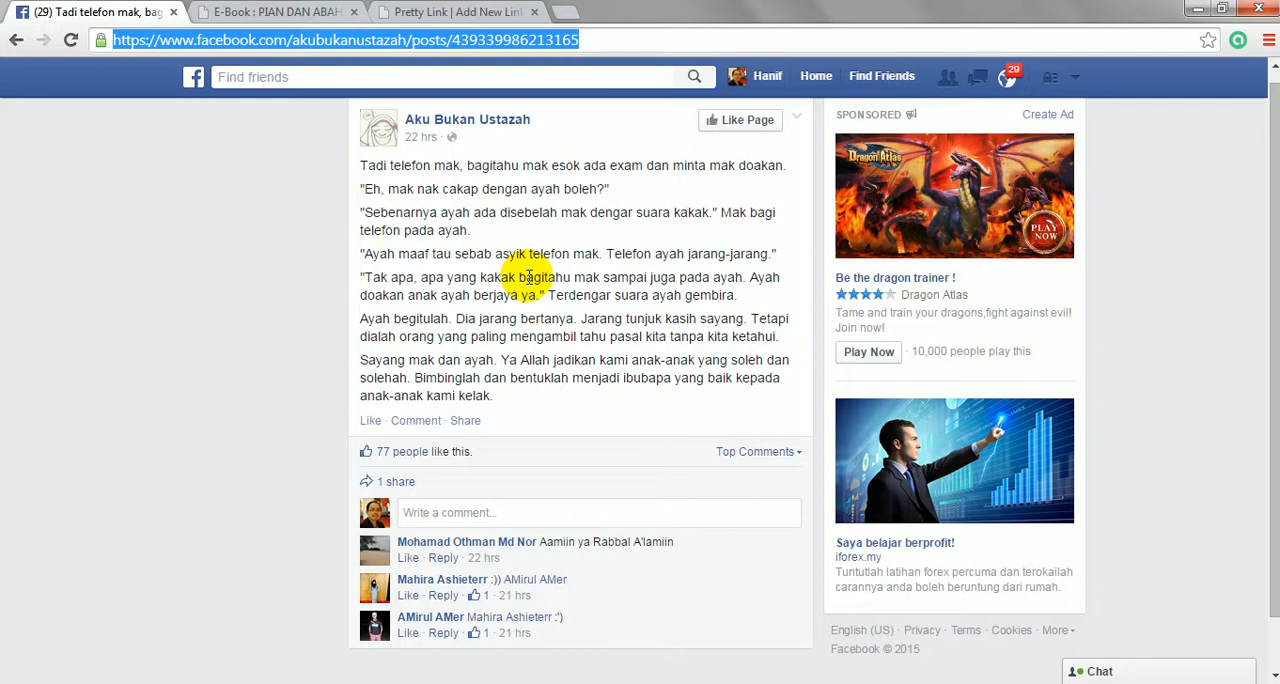 (29) Tadi telefon mak, bag
E-Book : PIAN DAN ABAH
Pretty Link | Add New Lin
https://www.facebook.com/akubukanustazah/posts/439339986213165
Find friends
Hanif
Home
Find Friends
29
Aku Bukan Ustazah
22 hrs
Like Page
Tadi telefon mak, bagitahu mak esok ada exam dan minta mak doakan.
"Eh, mak nak cakap dengan ayah boleh?"
"Sebenarnya ayah ada disebelah mak dengar suara kakak." Mak bagi
telefon pada ayah.
"Ayah maaf tau sebab asyik telefon mak. Telefon ayah jarang-jarang."
"Tak apa, apa yang kakak bagitahu mak sampai juga pada ayah. Ayah
doakan anak ayah berjaya ya." Terdengar suara ayah gembira.
Ayah begitulah. Dia jarang bertanya. Jarang tunjuk kasih sayang. Tetapi
dialah orang yang paling mengambil tahu pasal kita tanpa kita ketahui.
Sayang mak dan ayah. Ya Allah jadikan kami anak-anak yang soleh dan
solehah. Bimbinglah dan bentuklah menjadi ibubapa yang baik kepada
anak-anak kami kelak.
Like · Comment · Share
77 people like this.
Top Comments
1 share
Write a comment...
Mohamad Othman Md Nor Aamiin ya Rabbal A'lamiin
Like · Reply · 22 hrs
Mahira Ashieterr :)) AMirul AMer
Like · Reply · 1 · 21 hrs
AMirul AMer Mahira Ashieterr :')
Like · Reply · 1 · 21 hrs
SPONSORED
Create Ad
Dragon Atlas
PLAY
NOW
Be the dragon trainer !
Dragon Atlas
Tame and train your dragons,fight against evil!
Join now!
Play Now · 10,000 people play this
Saya belajar berprofit!
iforex.my
Tuntutlah latihan forex percuma dan terokailah
carannya anda boleh beruntung dari rumah.
English (US) · Privacy · Terms · Cookies · More
Facebook © 2015
Chat